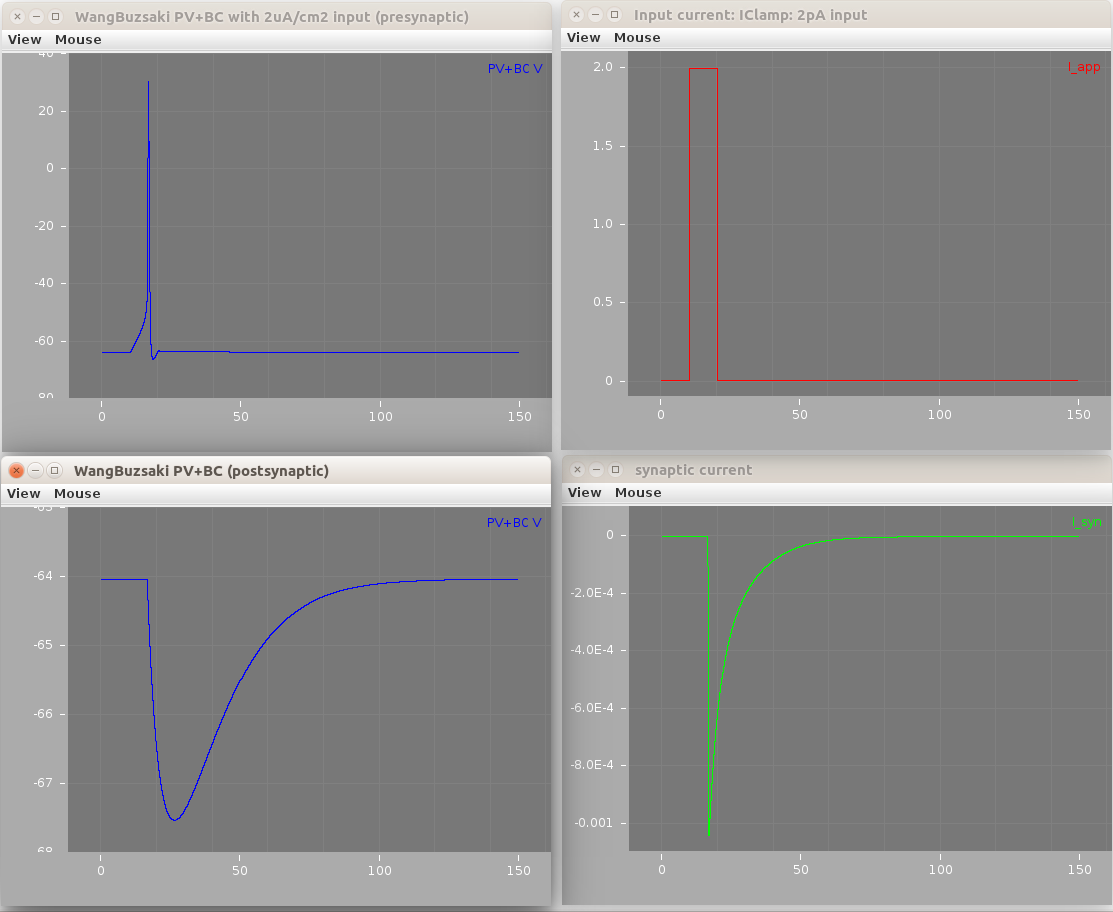 WangBuzsaki PV+BC with 2uA/cm2 input (presynaptic)
View Mouse
PV+BC V
40
20
0
-20
-40
-60
-80
0 50 100 150
Input current: IClamp: 2pA input
View Mouse
I_app
2.0
1.5
1.0
0.5
0
0 50 100 150
WangBuzsaki PV+BC (postsynaptic)
View Mouse
PV+BC V
-63
-64
-65
-66
-67
-68
0 50 100 150
synaptic current
View Mouse
I_syn
0
-2.0E-4
-4.0E-4
-6.0E-4
-8.0E-4
-0.001
0 50 100 150